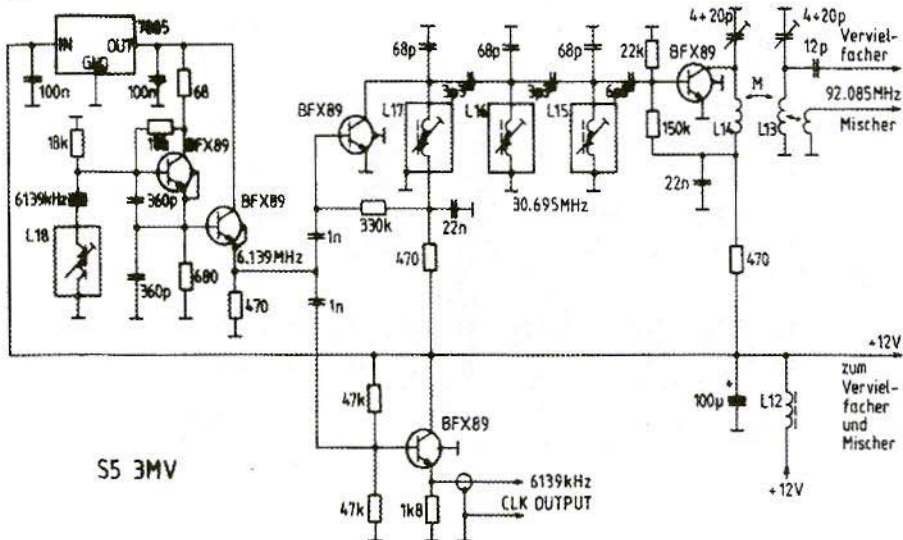 7805
IN
OUT
GND
100n
100n
68
18k
BFX89
6139kHz
L18
360p
360p
680
BFX89
6.139MHz
470
1n
1n
BFX89
330k
68p
68p
68p
3p3
6p
L17
L16
L15
22n
470
30.695MHz
22k
150k
BFX89
22n
470
4÷20p
4÷20p
12p
M
L14
L13
Verviel-
facher
92.085MHz
Mischer
+12V
zum
Verviel-
facher
und
Mischer
100µ
+
L12
+12V
47k
47k
BFX89
1k8
6139kHz
CLK OUTPUT
S5 3MV